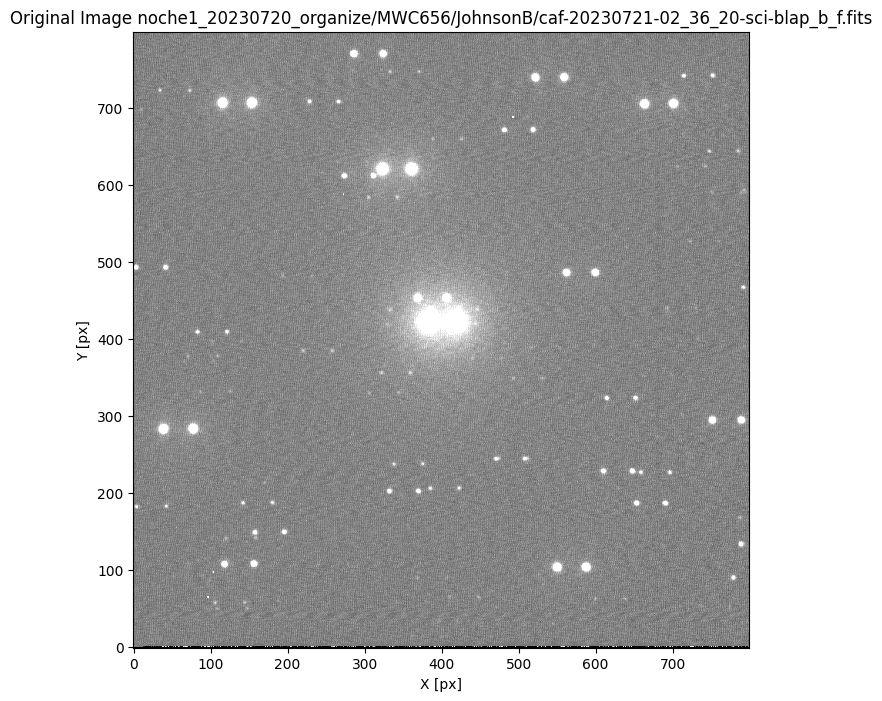 Original Image noche1_20230720_organize/MWC656/JohnsonB/caf-20230721-02_36_20-sci-blap_b_f.fits
700
600
500
400
300
200
100
0
Y [px]
0 100 200 300 400 500 600 700
X [px]